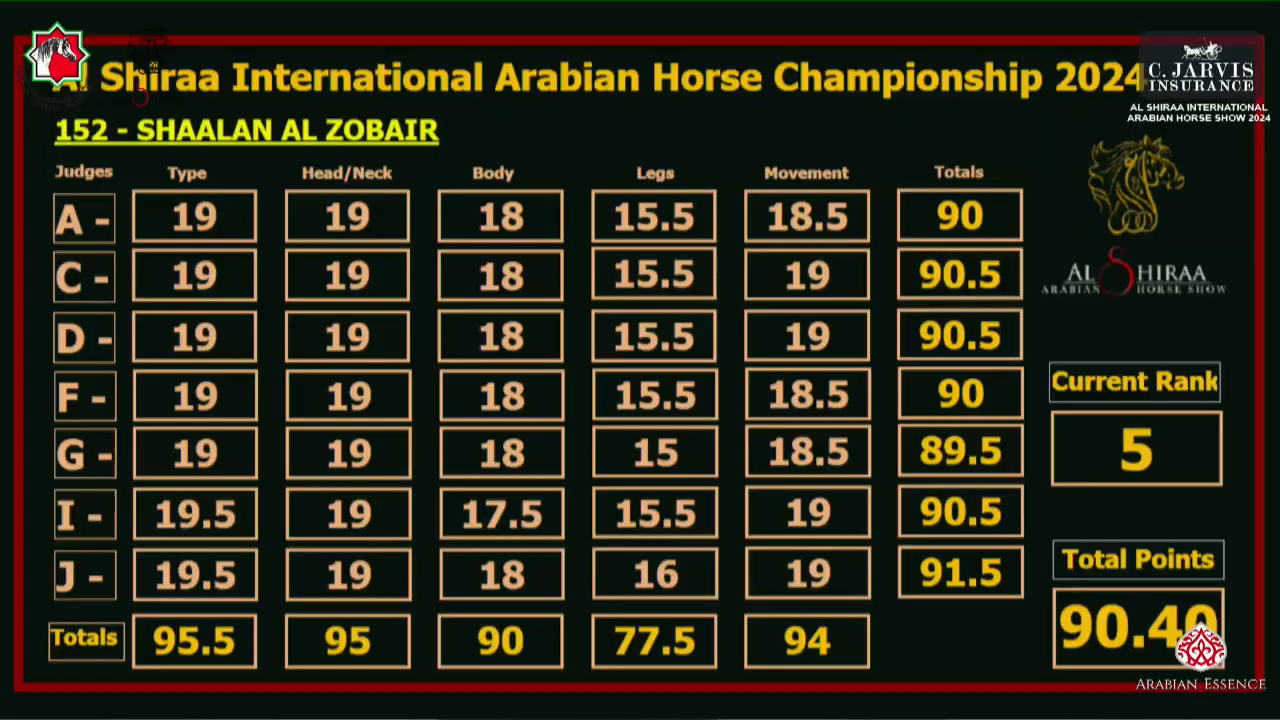 Al Shiraa International Arabian Horse Championship 2024
C. JARVIS
INSURANCE
AL SHIRAA INTERNATIONAL
ARABIAN HORSE SHOW 2024
152 - SHAALAN AL ZOBAIR
Judges Type Head/Neck Body Legs Movement Totals
A - 19 19 18 15.5 18.5 90
C - 19 19 18 15.5 19 90.5
D - 19 19 18 15.5 19 90.5
F - 19 19 18 15.5 18.5 90
G - 19 19 18 15 18.5 89.5
I - 19.5 19 17.5 15.5 19 90.5
J - 19.5 19 18 16 19 91.5
Totals 95.5 95 90 77.5 94
AL SHIRAA
ARABIAN HORSE SHOW
Current Rank
5
Total Points
90.40
ARABIAN ESSENCE